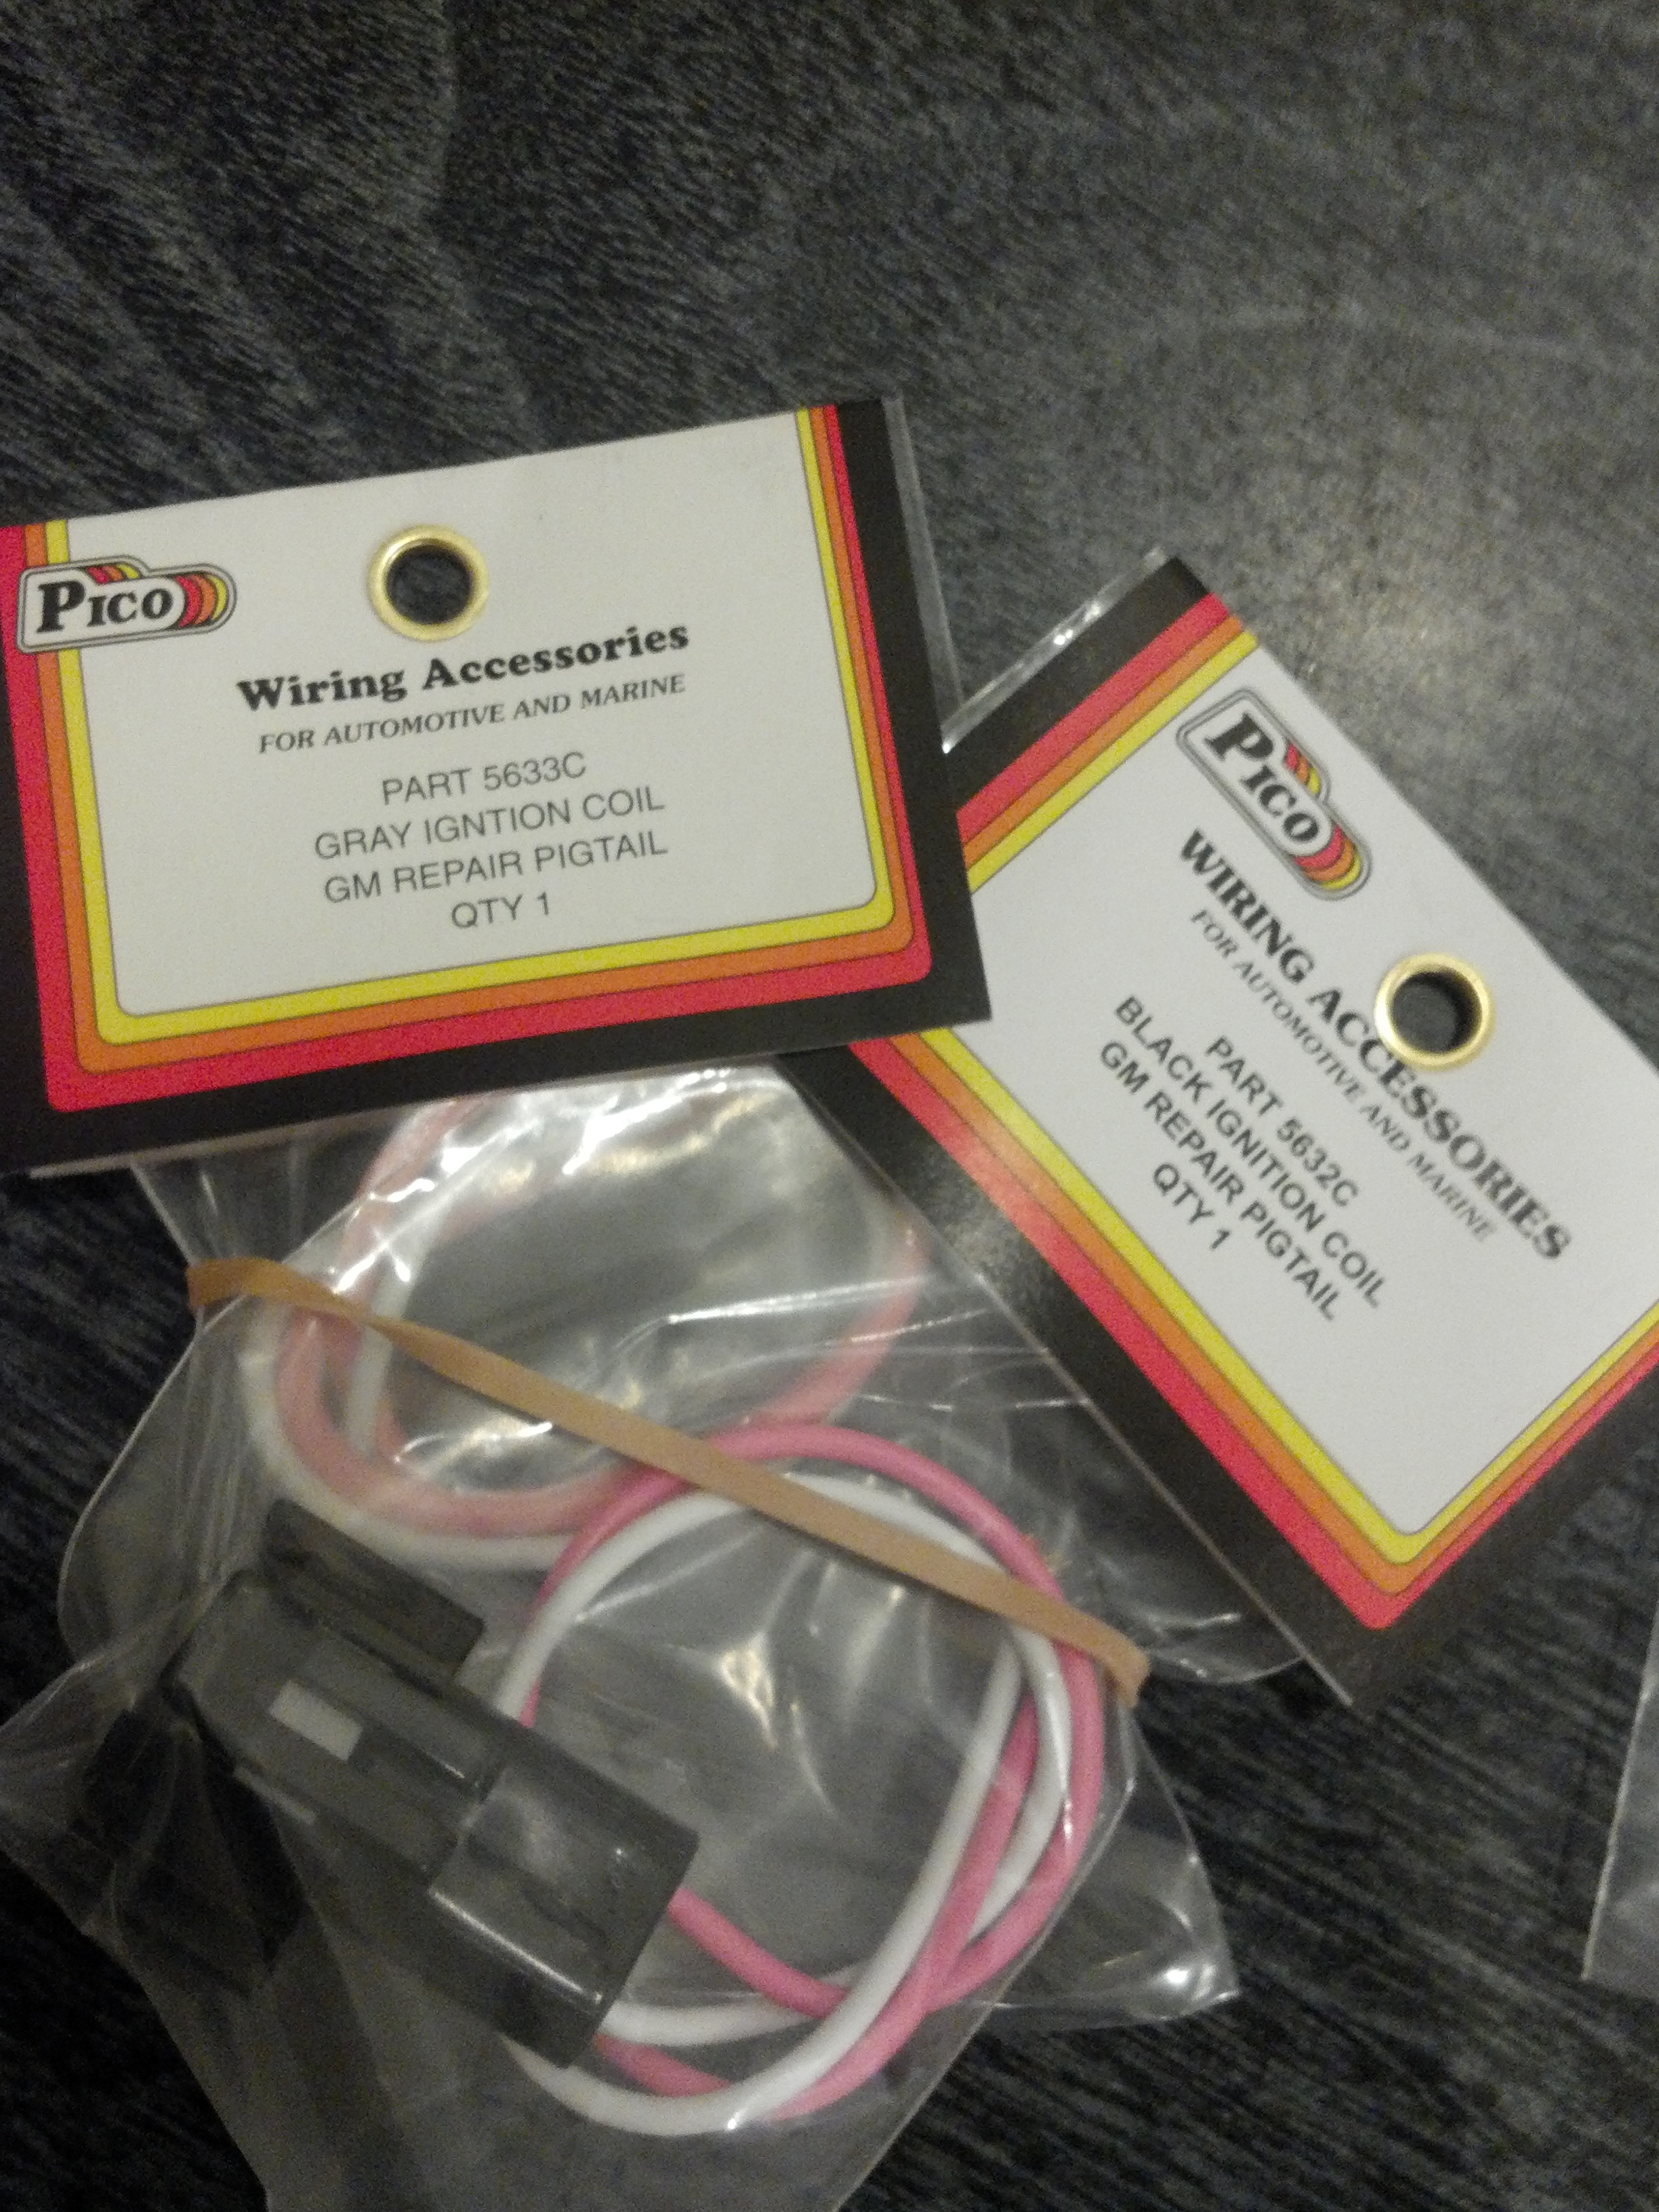 PICO
Wiring Accessories
FOR AUTOMOTIVE AND MARINE
PART 5633C
GRAY IGNTION COIL
GM REPAIR PIGTAIL
QTY 1
PICO
WIRING ACCESSORIES
FOR AUTOMOTIVE AND MARINE
PART 5632C
BLACK IGNITION COIL
GM REPAIR PIGTAIL
QTY 1